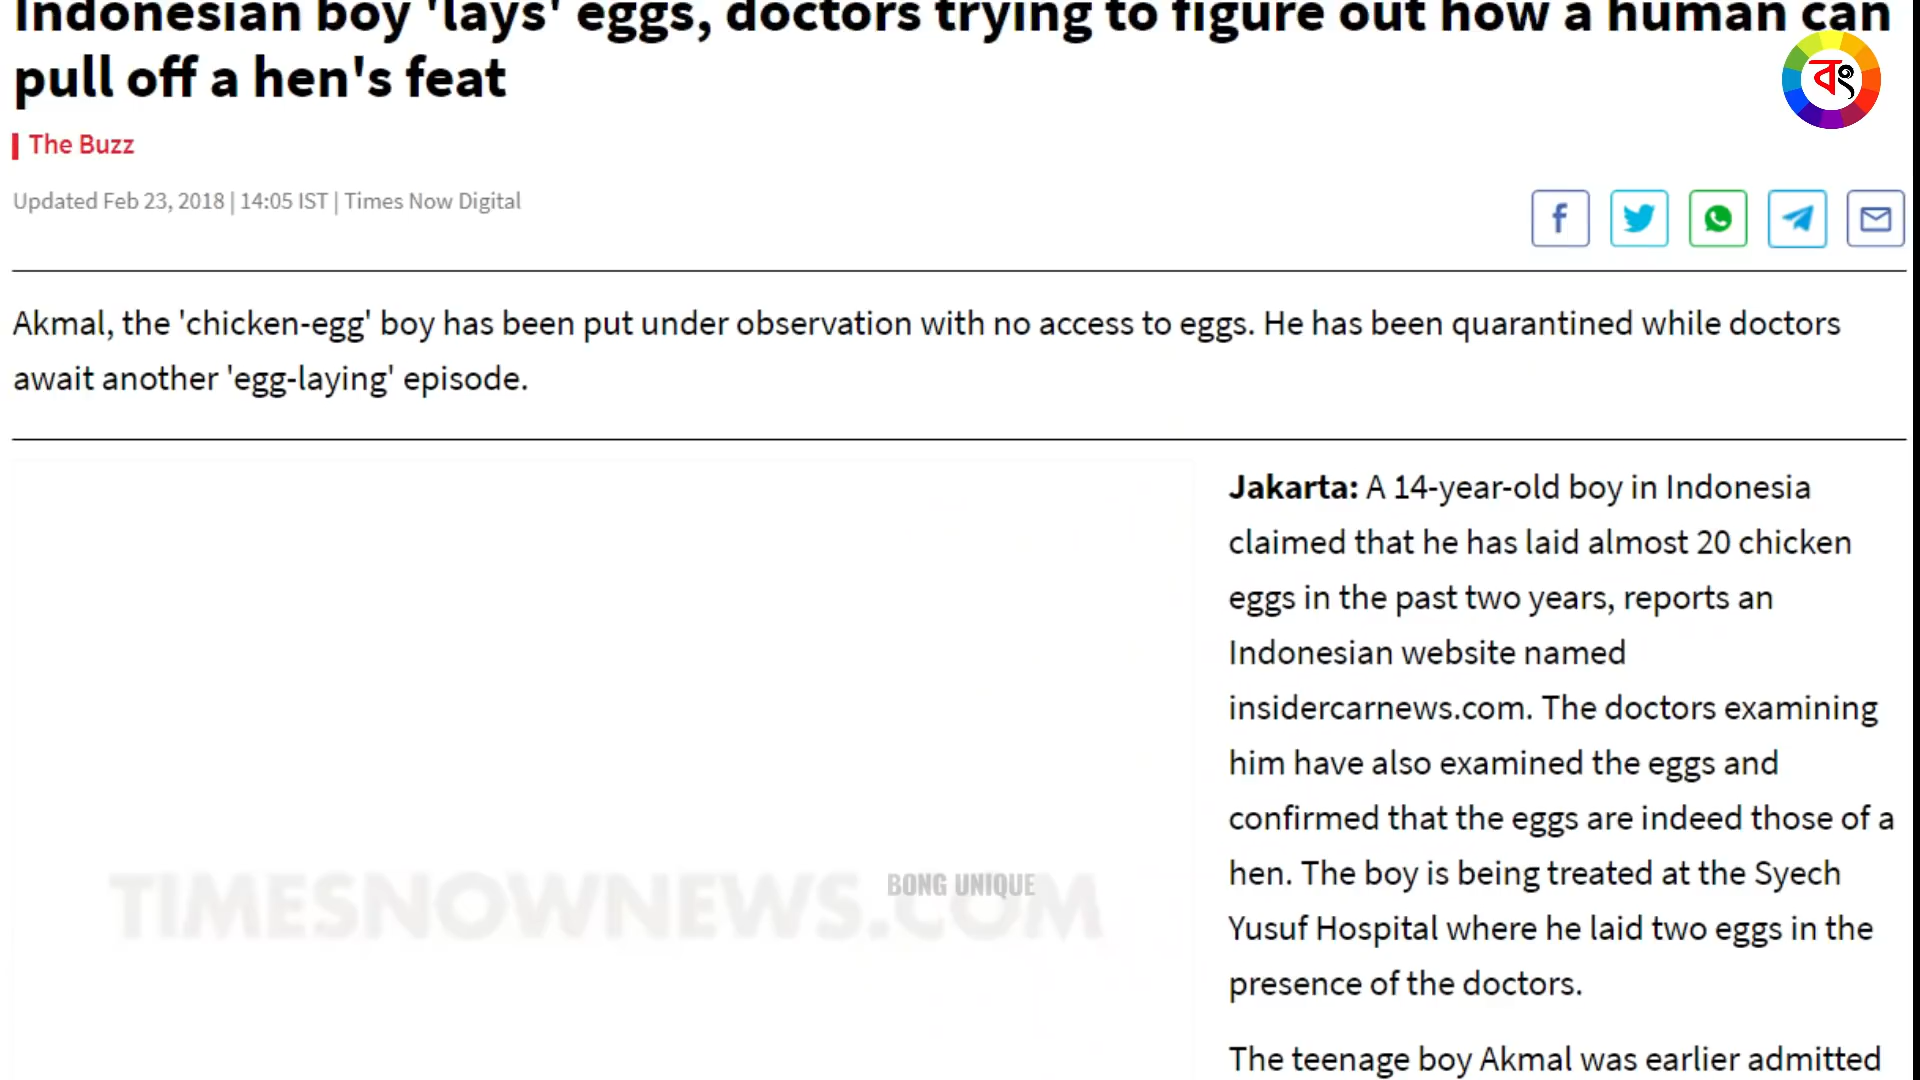 Indonesian boy 'lays' eggs, doctors trying to figure out how a human can
pull off a hen's feat
বং
The Buzz
Updated Feb 23, 2018 | 14:05 IST | Times Now Digital
Akmal, the 'chicken-egg' boy has been put under observation with no access to eggs. He has been quarantined while doctors
await another 'egg-laying' episode.
Jakarta: A 14-year-old boy in Indonesia
claimed that he has laid almost 20 chicken
eggs in the past two years, reports an
Indonesian website named
insidercarnews.com. The doctors examining
him have also examined the eggs and
confirmed that the eggs are indeed those of a
hen. The boy is being treated at the Syech
Yusuf Hospital where he laid two eggs in the
presence of the doctors.
The teenage boy Akmal was earlier admitted
TIMESNOWNEWS.COM
BONG UNIQUE